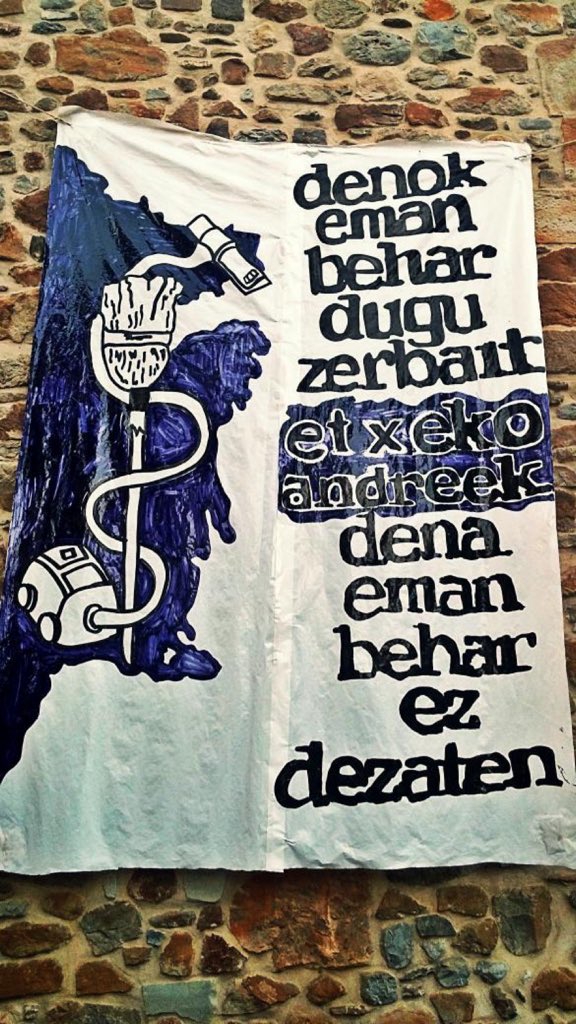 denok
eman
behar
dugu
zerbait
etxeko
andreek
dena
eman
behar
ez
dezaten